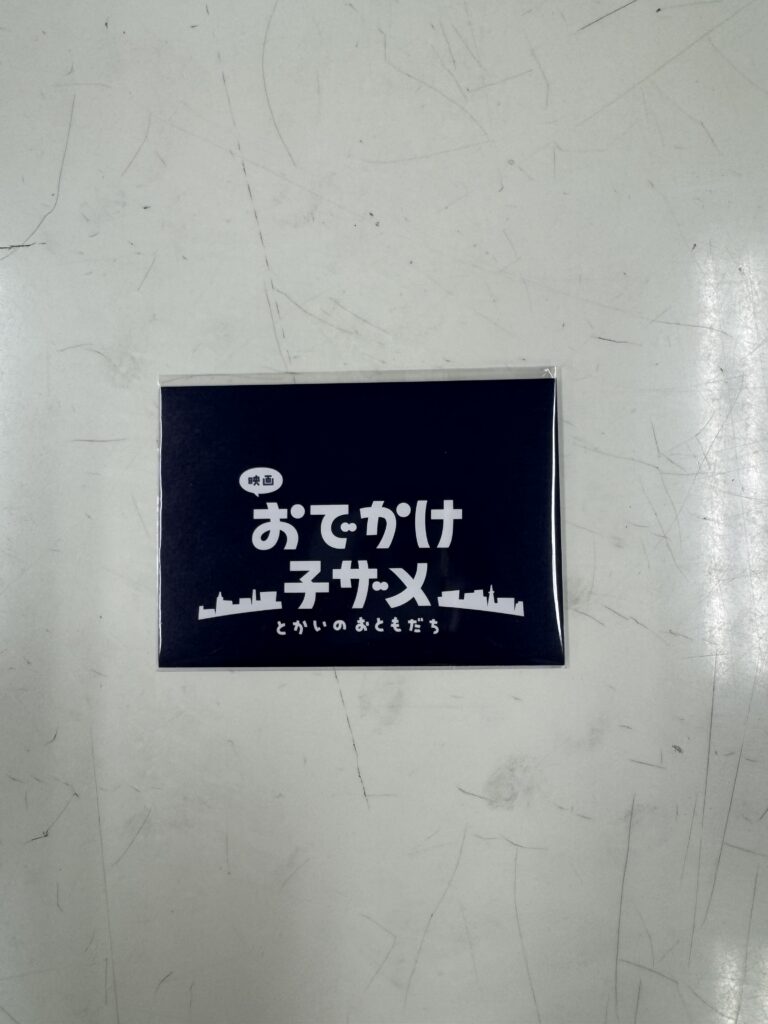 映画
おでかけ
子ザメ
とかいのおともだち